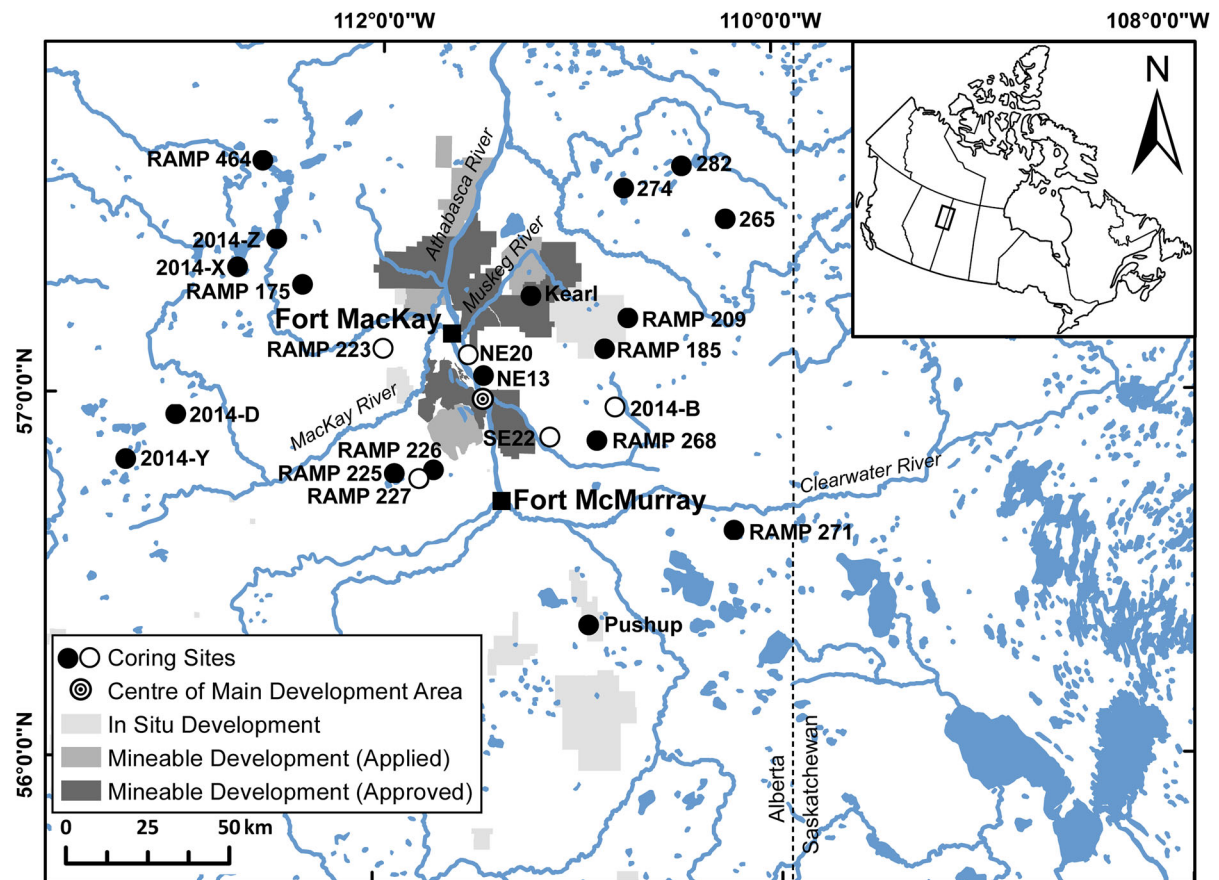 112°0'0"W
110°0'0"W
108°0'0"W
N
RAMP 464
282
274
265
Athabasca River
2014-Z
2014-X
RAMP 175
Muskeg River
Kearl
Fort MacKay
RAMP 209
RAMP 223
NE20
RAMP 185
NE13
57°0'0"N
MacKay River
2014-D
2014-B
SE22
RAMP 268
2014-Y
RAMP 226
RAMP 225
RAMP 227
Clearwater River
Fort McMurray
RAMP 271
Pushup
Coring Sites
Centre of Main Development Area
In Situ Development
Mineable Development (Applied)
Mineable Development (Approved)
56°0'0"N
Alberta
Saskatchewan
0 25 50 km